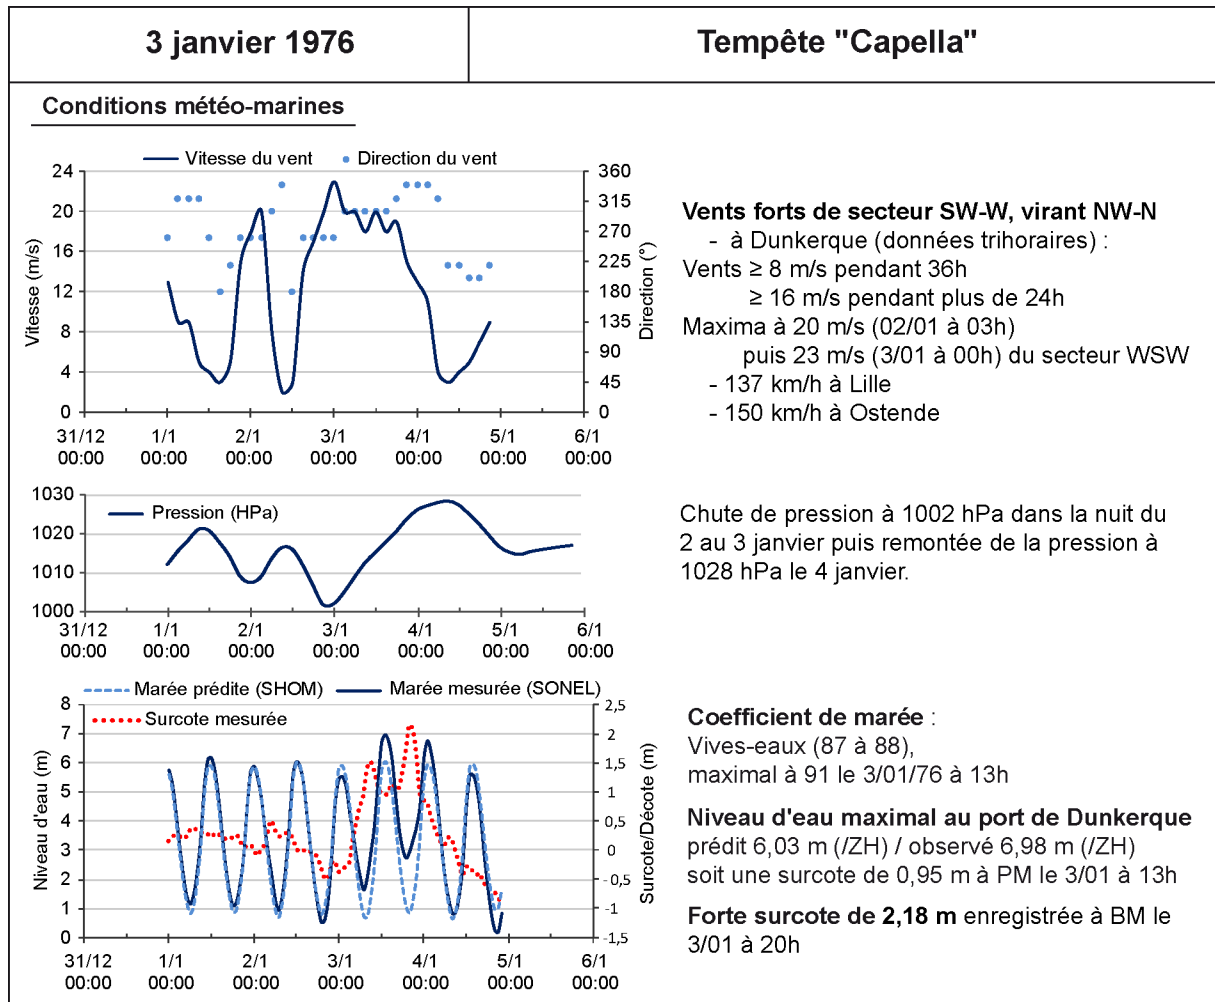 3 janvier 1976
Tempête "Capella"
Conditions météo-marines
Vitesse du vent
Direction du vent
24
20
16
12
8
4
0
Vitesse (m/s)
360
315
270
225
180
135
90
45
0
Direction (°)
31/12 1/1 2/1 3/1 4/1 5/1 6/1
00:00 00:00 00:00 00:00 00:00 00:00 00:00
Vents forts de secteur SW-W, virant NW-N
- à Dunkerque (données trihoraires) :
Vents ≥ 8 m/s pendant 36h
≥ 16 m/s pendant plus de 24h
Maxima à 20 m/s (02/01 à 03h)
puis 23 m/s (3/01 à 00h) du secteur WSW
- 137 km/h à Lille
- 150 km/h à Ostende
Pression (HPa)
1030
1020
1010
1000
31/12 1/1 2/1 3/1 4/1 5/1 6/1
00:00 00:00 00:00 00:00 00:00 00:00 00:00
Chute de pression à 1002 hPa dans la nuit du
2 au 3 janvier puis remontée de la pression à
1028 hPa le 4 janvier.
Marée prédite (SHOM)
Marée mesurée (SONEL)
Surcote mesurée
8
7
6
5
4
3
2
1
0
Niveau d'eau (m)
2,5
2
1,5
1
0,5
0
-0,5
-1
-1,5
Surcote/Décote (m)
31/12 1/1 2/1 3/1 4/1 5/1 6/1
00:00 00:00 00:00 00:00 00:00 00:00 00:00
Coefficient de marée :
Vives-eaux (87 à 88),
maximal à 91 le 3/01/76 à 13h
Niveau d'eau maximal au port de Dunkerque
prédit 6,03 m (/ZH) / observé 6,98 m (/ZH)
soit une surcote de 0,95 m à PM le 3/01 à 13h
Forte surcote de 2,18 m enregistrée à BM le
3/01 à 20h